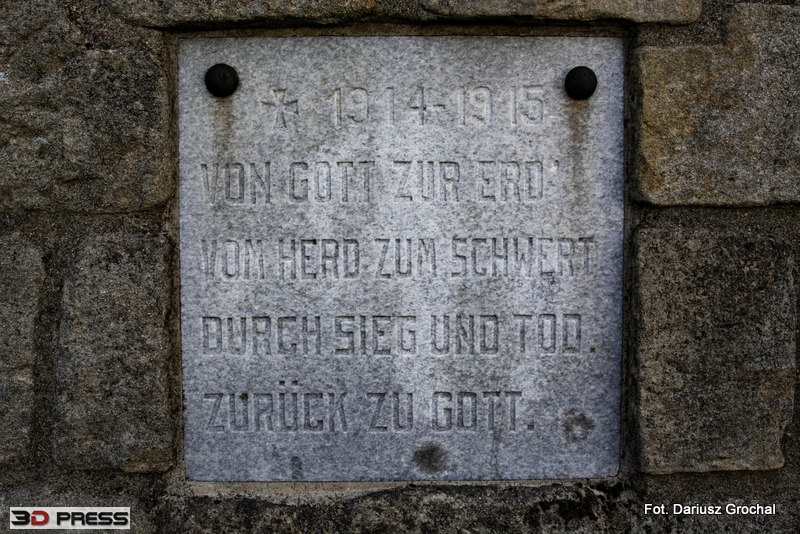 ✠ 1914-1915
VON GOTT ZUR ERD'
VOM HERD ZUM SCHWERT
DURCH SIEG UND TOD.
ZURÜCK ZU GOTT.
3D PRESS
Fot. Dariusz Grochal